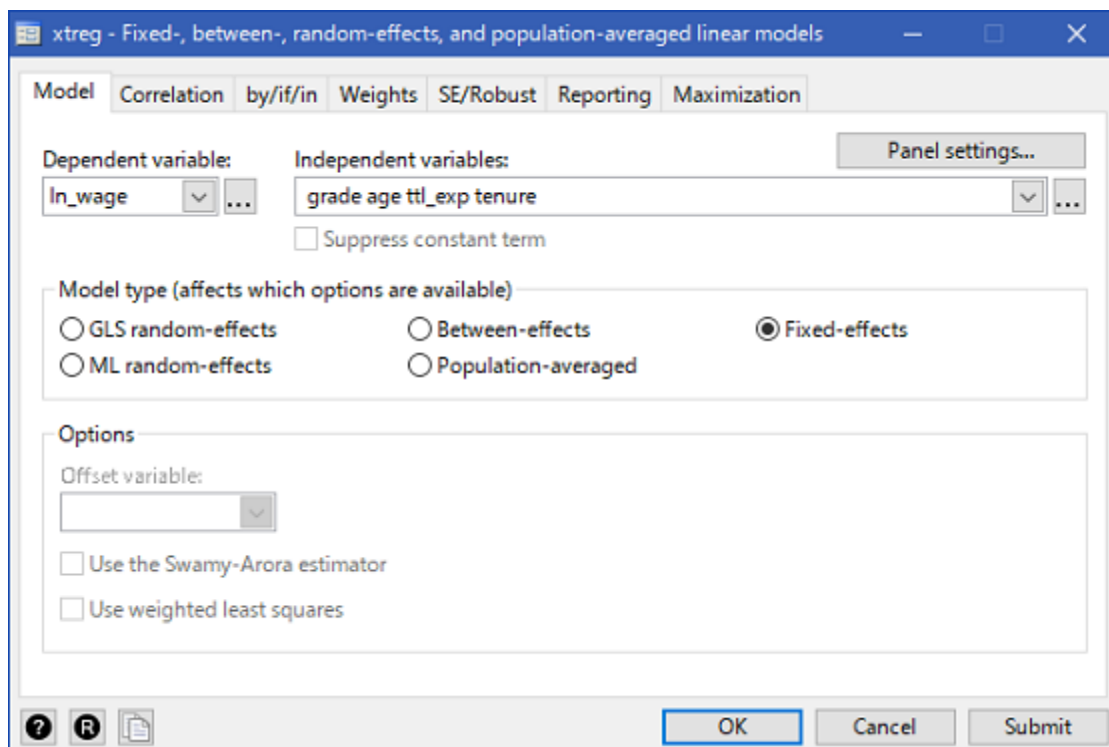 xtreg - Fixed-, between-, random-effects, and population-averaged linear models
Model Correlation by/if/in Weights SE/Robust Reporting Maximization
Panel settings...
Dependent variable: Independent variables:
ln_wage ... grade age ttl_exp tenure ...
Suppress constant term
Model type (affects which options are available)
GLS random-effects Between-effects Fixed-effects
ML random-effects Population-averaged
Options
Offset variable:
Use the Swamy-Arora estimator
Use weighted least squares
? R OK Cancel Submit